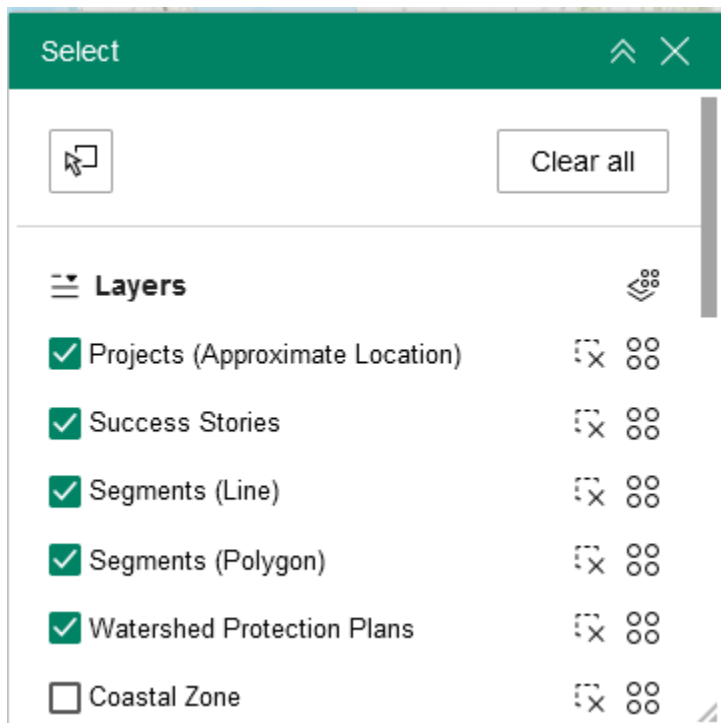 Select
Clear all
Layers
Projects (Approximate Location)
Success Stories
Segments (Line)
Segments (Polygon)
Watershed Protection Plans
Coastal Zone